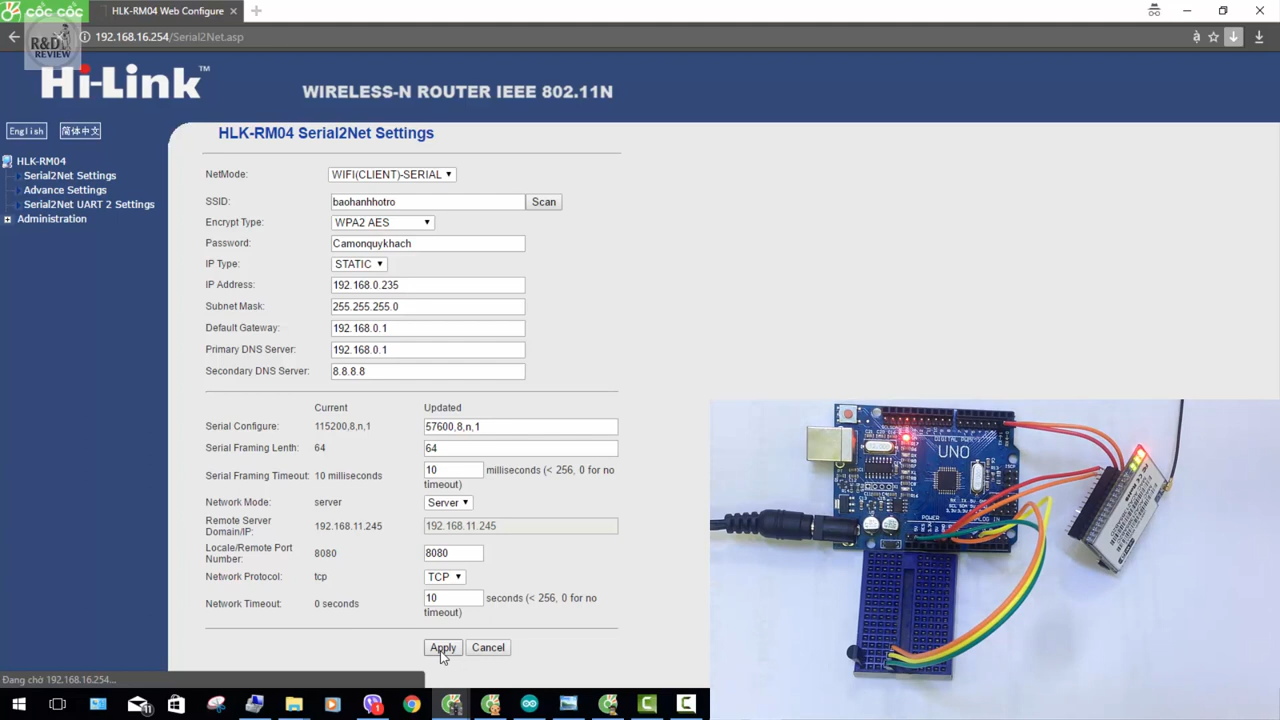 cốc cốc
HLK-RM04 Web Configure
R&D
REVIEW
192.168.16.254/Serial2Net.asp
Hi-Link™
WIRELESS-N ROUTER IEEE 802.11N
English
简体中文
HLK-RM04
Serial2Net Settings
Advance Settings
Serial2Net UART 2 Settings
Administration
HLK-RM04 Serial2Net Settings
NetMode: WIFI(CLIENT)-SERIAL
SSID: baohanhhotro Scan
Encrypt Type: WPA2 AES
Password: Camonquykhach
IP Type: STATIC
IP Address: 192.168.0.235
Subnet Mask: 255.255.255.0
Default Gateway: 192.168.0.1
Primary DNS Server: 192.168.0.1
Secondary DNS Server: 8.8.8.8
Current Updated
Serial Configure: 115200,8,n,1 57600,8,n,1
Serial Framing Lenth: 64 64
Serial Framing Timeout: 10 milliseconds 10 milliseconds (< 256, 0 for no
timeout)
Network Mode: server Server
Remote Server
Domain/IP: 192.168.11.245 192.168.11.245
Locale/Remote Port
Number: 8080 8080
Network Protocol: tcp TCP
Network Timeout: 0 seconds 10 seconds (< 256, 0 for no
timeout)
Apply Cancel
Đang chờ 192.168.16.254...
11
1
DIGITAL
UNO
POWER
ANALOG IN